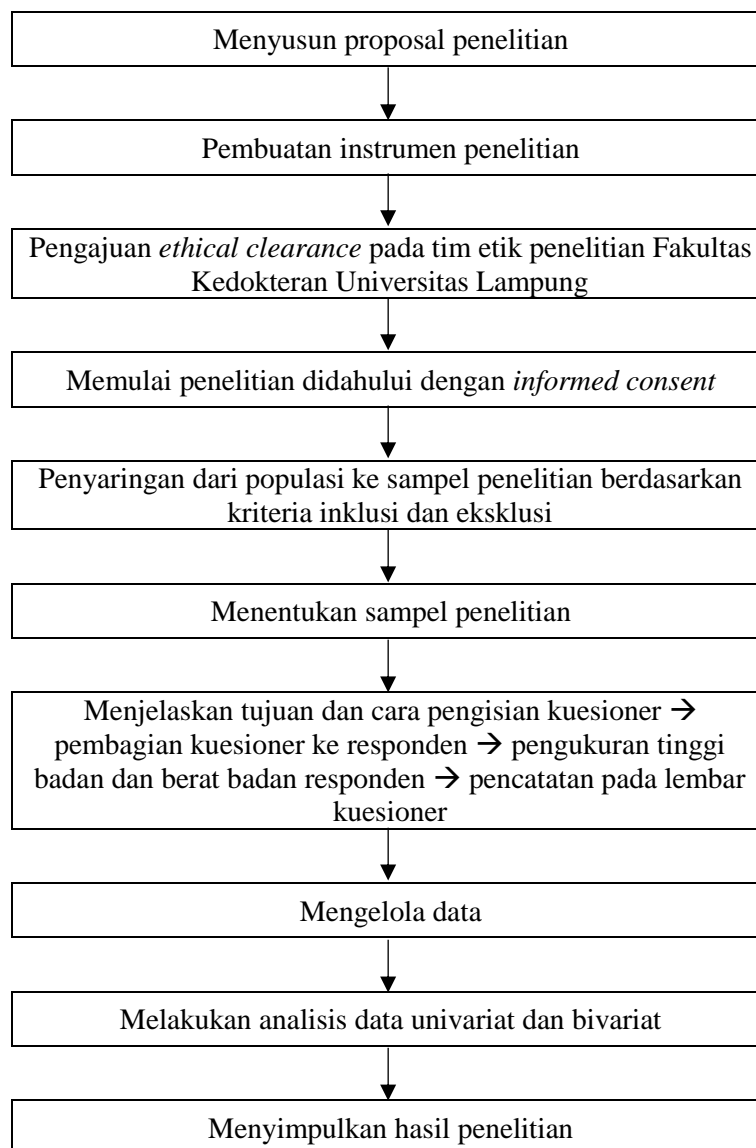 Menyusun proposal penelitian
Pembuatan instrumen penelitian
Pengajuan ethical clearance pada tim etik penelitian Fakultas
Kedokteran Universitas Lampung
Memulai penelitian didahului dengan informed consent
Penyaringan dari populasi ke sampel penelitian berdasarkan
kriteria inklusi dan eksklusi
Menentukan sampel penelitian
Menjelaskan tujuan dan cara pengisian kuesioner →
pembagian kuesioner ke responden → pengukuran tinggi
badan dan berat badan responden → pencatatan pada lembar
kuesioner
Mengelola data
Melakukan analisis data univariat dan bivariat
Menyimpulkan hasil penelitian